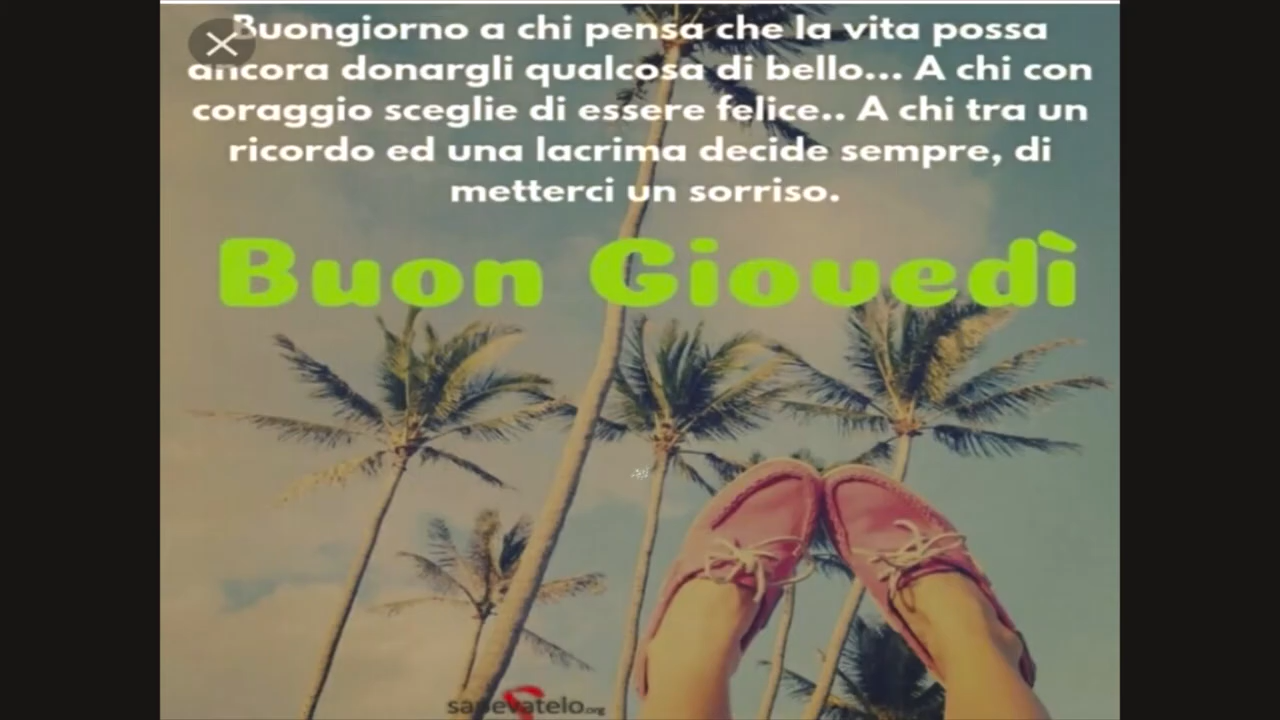 Buongiorno a chi pensa che la vita possa
ancora donargli qualcosa di bello... A chi con
coraggio sceglie di essere felice.. A chi tra un
ricordo ed una lacrima decide sempre, di
metterci un sorriso.
Buon Giovedì
sapevatelo.org